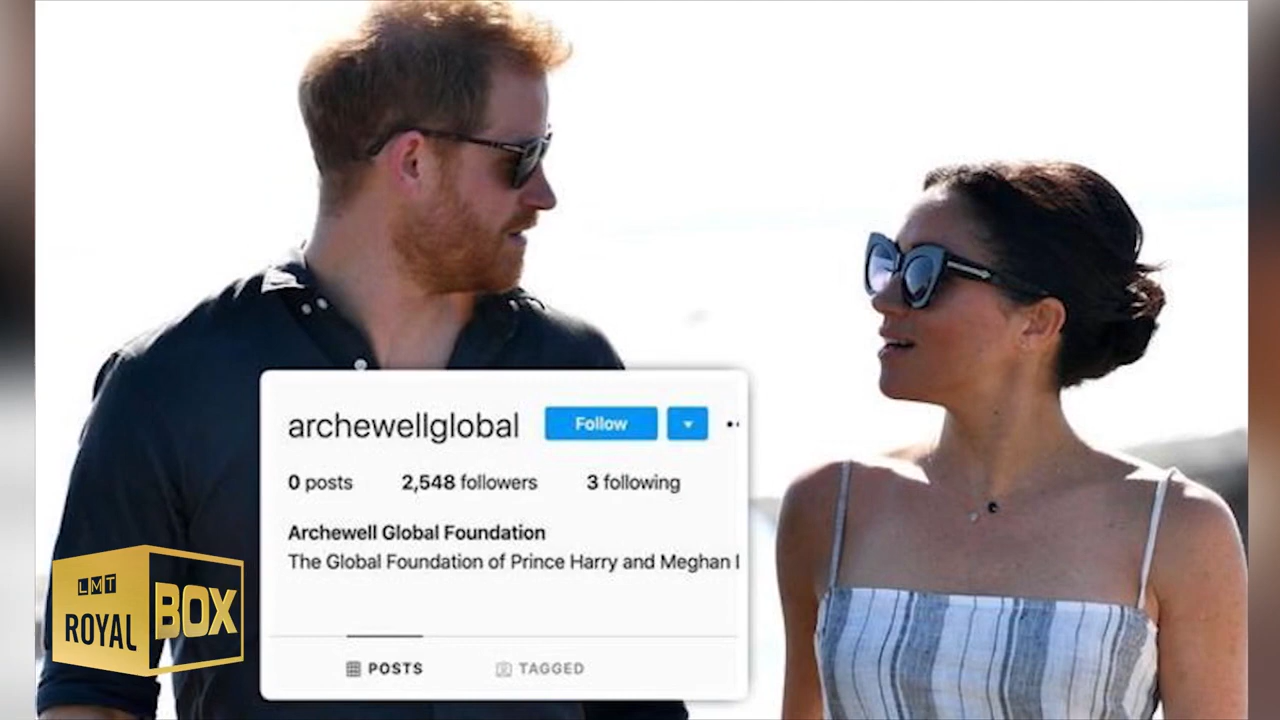 archewellglobal Follow
0 posts 2,548 followers 3 following
Archewell Global Foundation
The Global Foundation of Prince Harry and Meghan
POSTS TAGGED
LMT
ROYAL BOX